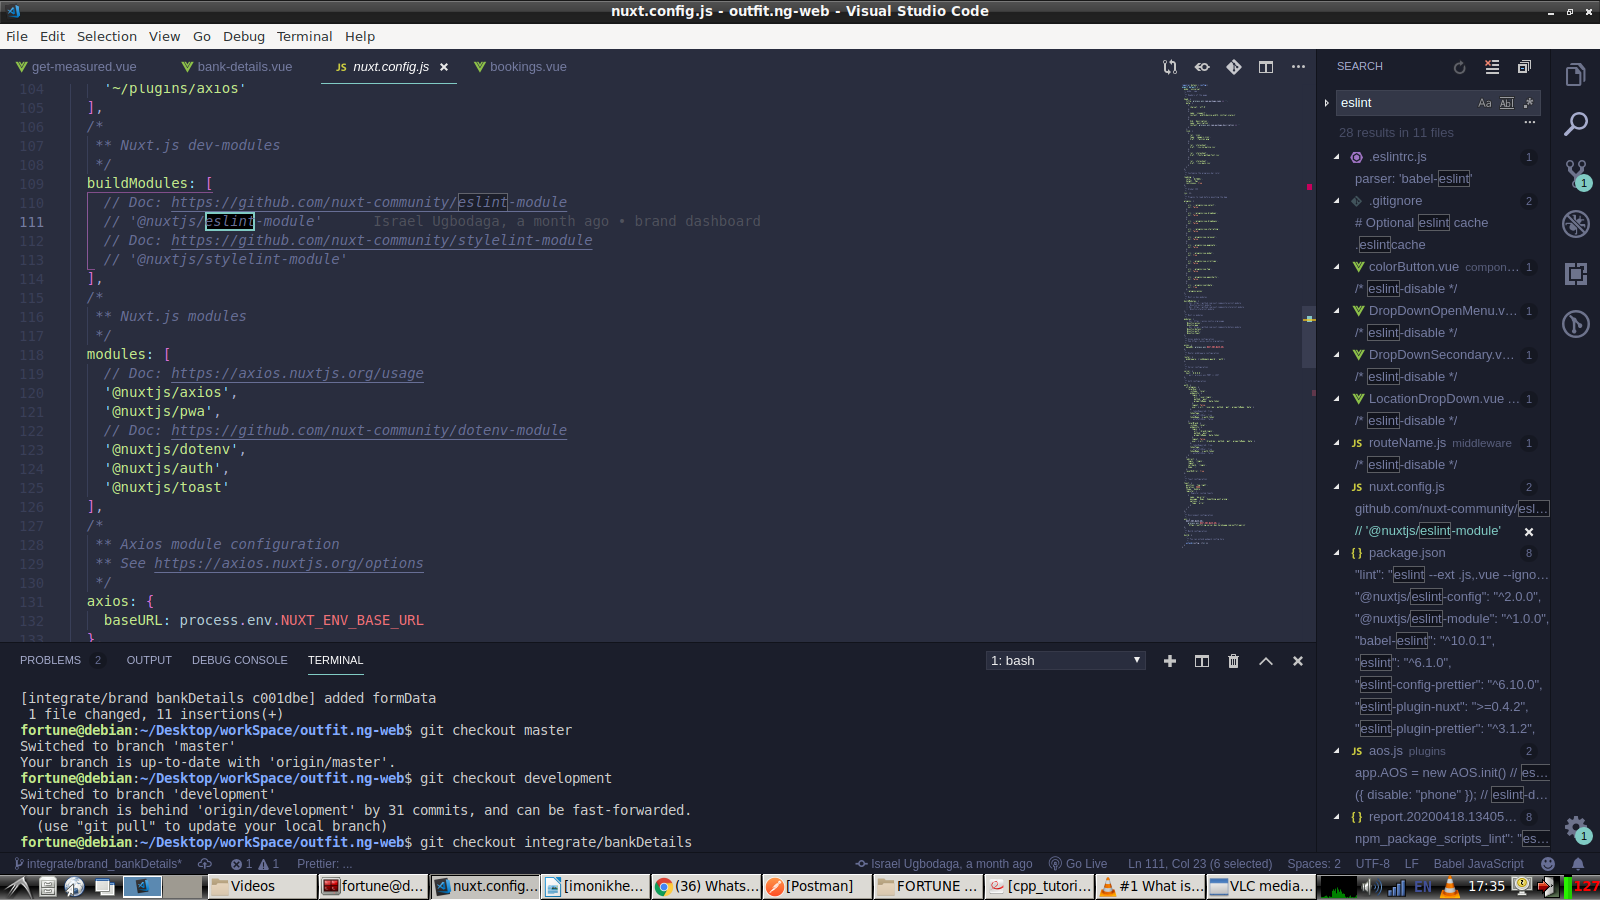 nuxt.config.js - outfit.ng-web - Visual Studio Code
File Edit Selection View Go Debug Terminal Help
get-measured.vue
bank-details.vue
JS nuxt.config.js
bookings.vue
104 '~/plugins/axios'
105 ],
106 /*
107 ** Nuxt.js dev-modules
108 */
109 buildModules: [
110 // Doc: https://github.com/nuxt-community/eslint-module
111 // '@nuxtjs/eslint-module' Israel Ugbodaga, a month ago • brand dashboard
112 // Doc: https://github.com/nuxt-community/stylelint-module
113 // '@nuxtjs/stylelint-module'
114 ],
115 /*
116 ** Nuxt.js modules
117 */
118 modules: [
119 // Doc: https://axios.nuxtjs.org/usage
120 '@nuxtjs/axios',
121 '@nuxtjs/pwa',
122 // Doc: https://github.com/nuxt-community/dotenv-module
123 '@nuxtjs/dotenv',
124 '@nuxtjs/auth',
125 '@nuxtjs/toast'
126 ],
127 /*
128 ** Axios module configuration
129 ** See https://axios.nuxtjs.org/options
130 */
131 axios: {
132 baseURL: process.env.NUXT_ENV_BASE_URL
133 }
SEARCH
eslint
Aa Abl .*
28 results in 11 files
.eslintrc.js 1
parser: 'babel-eslint'
.gitignore 2
# Optional eslint cache
.eslintcache
colorButton.vue compon... 1
/* eslint-disable */
DropDownOpenMenu.v... 1
/* eslint-disable */
DropDownSecondary.v... 1
/* eslint-disable */
LocationDropDown.vue ... 1
/* eslint-disable */
JS routeName.js middleware 1
/* eslint-disable */
JS nuxt.config.js 2
github.com/nuxt-community/esl...
// '@nuxtjs/eslint-module'
{} package.json 8
"lint": "eslint --ext .js,.vue --igno...
"@nuxtjs/eslint-config": "^2.0.0",
"@nuxtjs/eslint-module": "^1.0.0",
"babel-eslint": "^10.0.1",
"eslint": "^6.1.0",
"eslint-config-prettier": "^6.10.0",
"eslint-plugin-nuxt": ">=0.4.2",
"eslint-plugin-prettier": "^3.1.2",
JS aos.js plugins 2
app.AOS = new AOS.init() // es...
({ disable: "phone" }); // eslint-d...
{} report.20200418.13405... 8
npm_package_scripts_lint": "es...
1
1
PROBLEMS 2 OUTPUT DEBUG CONSOLE TERMINAL
1: bash
[integrate/brand bankDetails c001dbe] added formData
1 file changed, 11 insertions(+)
fortune@debian:~/Desktop/workSpace/outfit.ng-web$ git checkout master
Switched to branch 'master'
Your branch is up-to-date with 'origin/master'.
fortune@debian:~/Desktop/workSpace/outfit.ng-web$ git checkout development
Switched to branch 'development'
Your branch is behind 'origin/development' by 31 commits, and can be fast-forwarded.
(use "git pull" to update your local branch)
fortune@debian:~/Desktop/workSpace/outfit.ng-web$ git checkout integrate/bankDetails
integrate/brand_bankDetails* 1 1 Prettier: ... Israel Ugbodaga, a month ago Go Live Ln 111, Col 23 (6 selected) Spaces: 2 UTF-8 LF Babel JavaScript
Videos fortune@d... nuxt.config... [imonikhe... (36) Whats... [Postman] FORTUNE ... [cpp_tutori... #1 What is... VLC media... EN 17:35 127